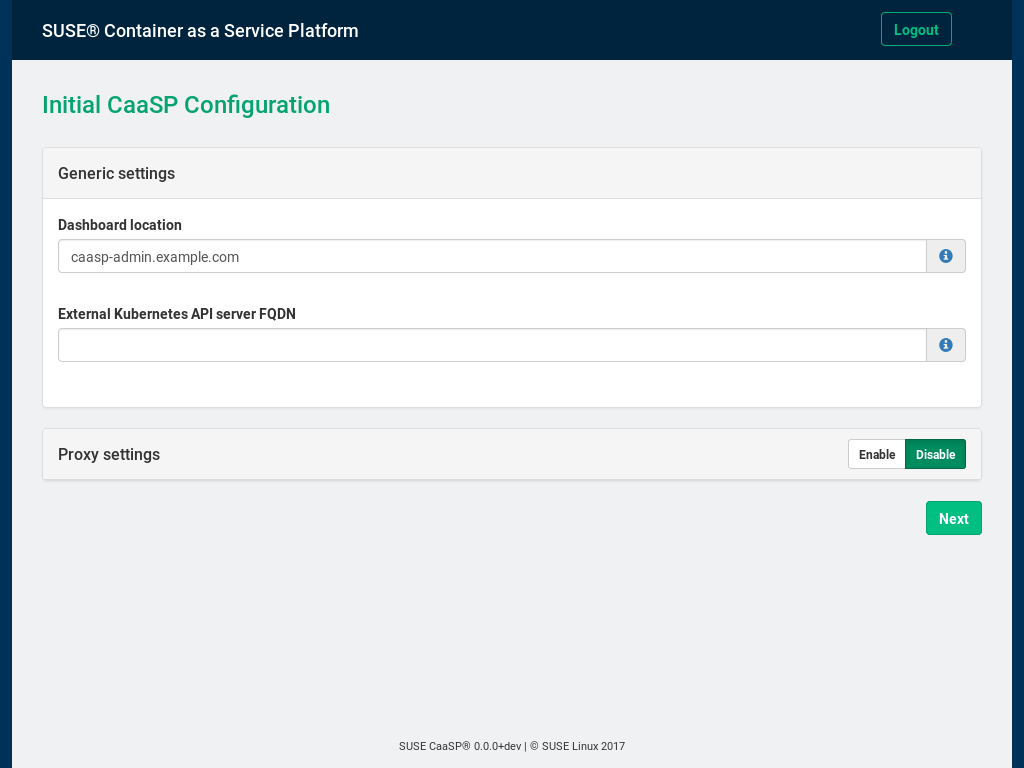 SUSE® Container as a Service Platform
Logout
Initial CaaSP Configuration
Generic settings
Dashboard location
caasp-admin.example.com
External Kubernetes API server FQDN
Proxy settings
Enable
Disable
Next
SUSE CaaSP® 0.0.0+dev | © SUSE Linux 2017